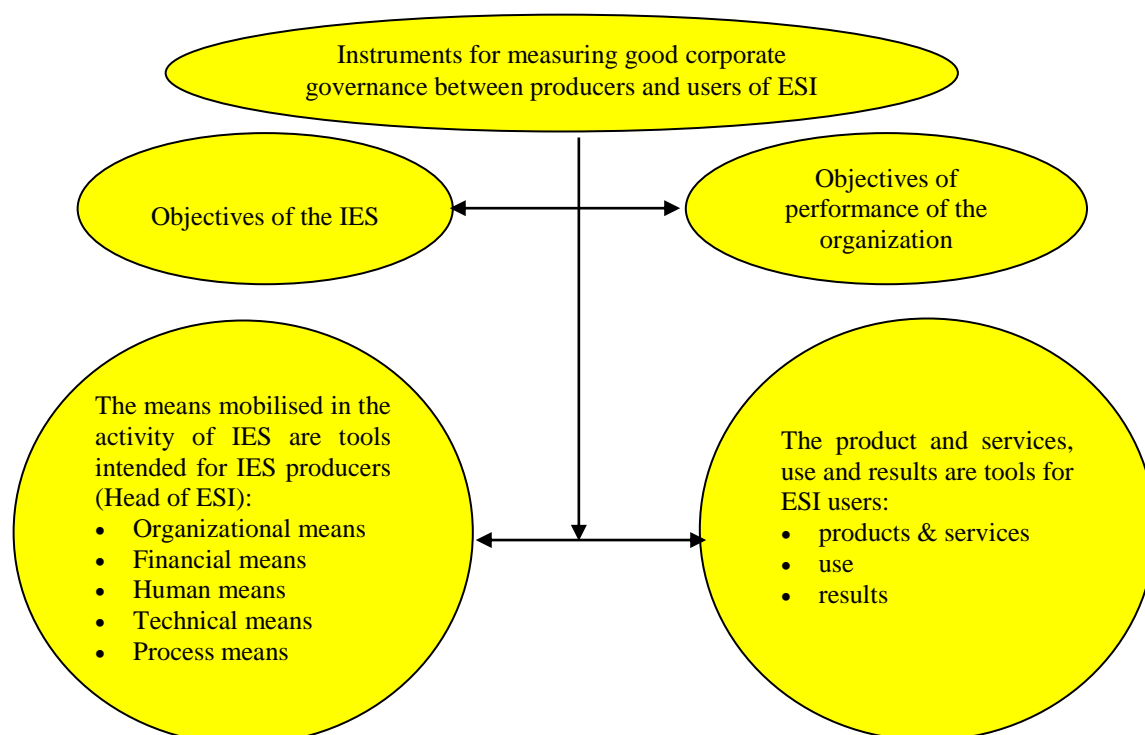 Instruments for measuring good corporate
governance between producers and users of ESI
Objectives of the IES
Objectives of
performance of the
organization
The means mobilised in the
activity of IES are tools
intended for IES producers
(Head of ESI):
• Organizational means
• Financial means
• Human means
• Technical means
• Process means
The product and services,
use and results are tools for
ESI users:
• products & services
• use
• results